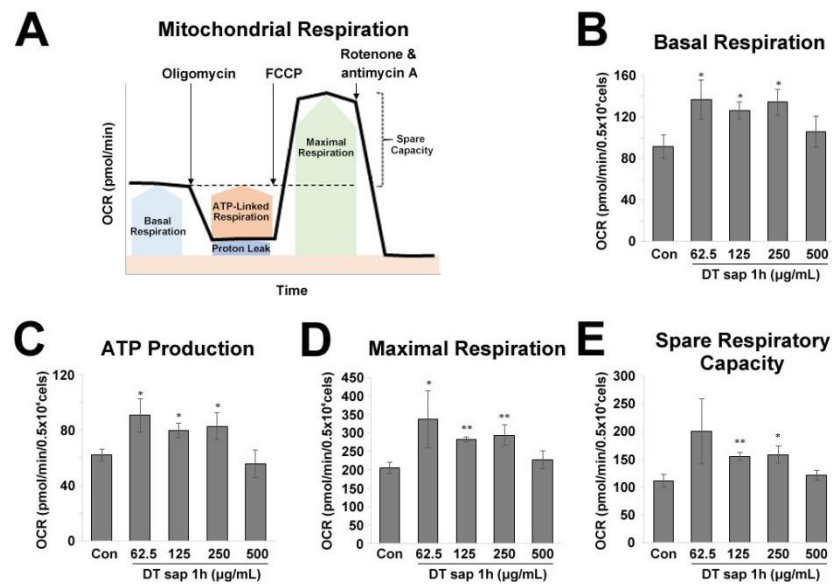 A
Mitochondrial Respiration
Oligomycin
FCCP
Rotenone &
antimycin A
OCR (pmol/min)
Basal
Respiration
ATP-Linked
Respiration
Proton Leak
Maximal
Respiration
Spare
Capacity
Time
B
Basal Respiration
OCR (pmol/min/0.5x10⁴cels)
160
120
80
40
0
* * *
Con 62.5 125 250 500
DT sap 1h (µg/mL)
C
ATP Production
OCR (pmol/min/0.5x10⁴cels)
120
80
60
40
0
* * *
Con 62.5 125 250 500
DT sap 1h (µg/mL)
D
Maximal Respiration
OCR (pmol/min/0.5x10⁴cels)
450
400
350
300
250
200
150
100
50
0
* ** **
Con 62.5 125 250 500
DT sap 1h (µg/mL)
E
Spare Respiratory
Capacity
OCR (pmol/min/0.5x10⁴cels)
300
250
200
150
100
50
0
** *
Con 62.5 125 250 500
DT sap 1h (µg/mL)